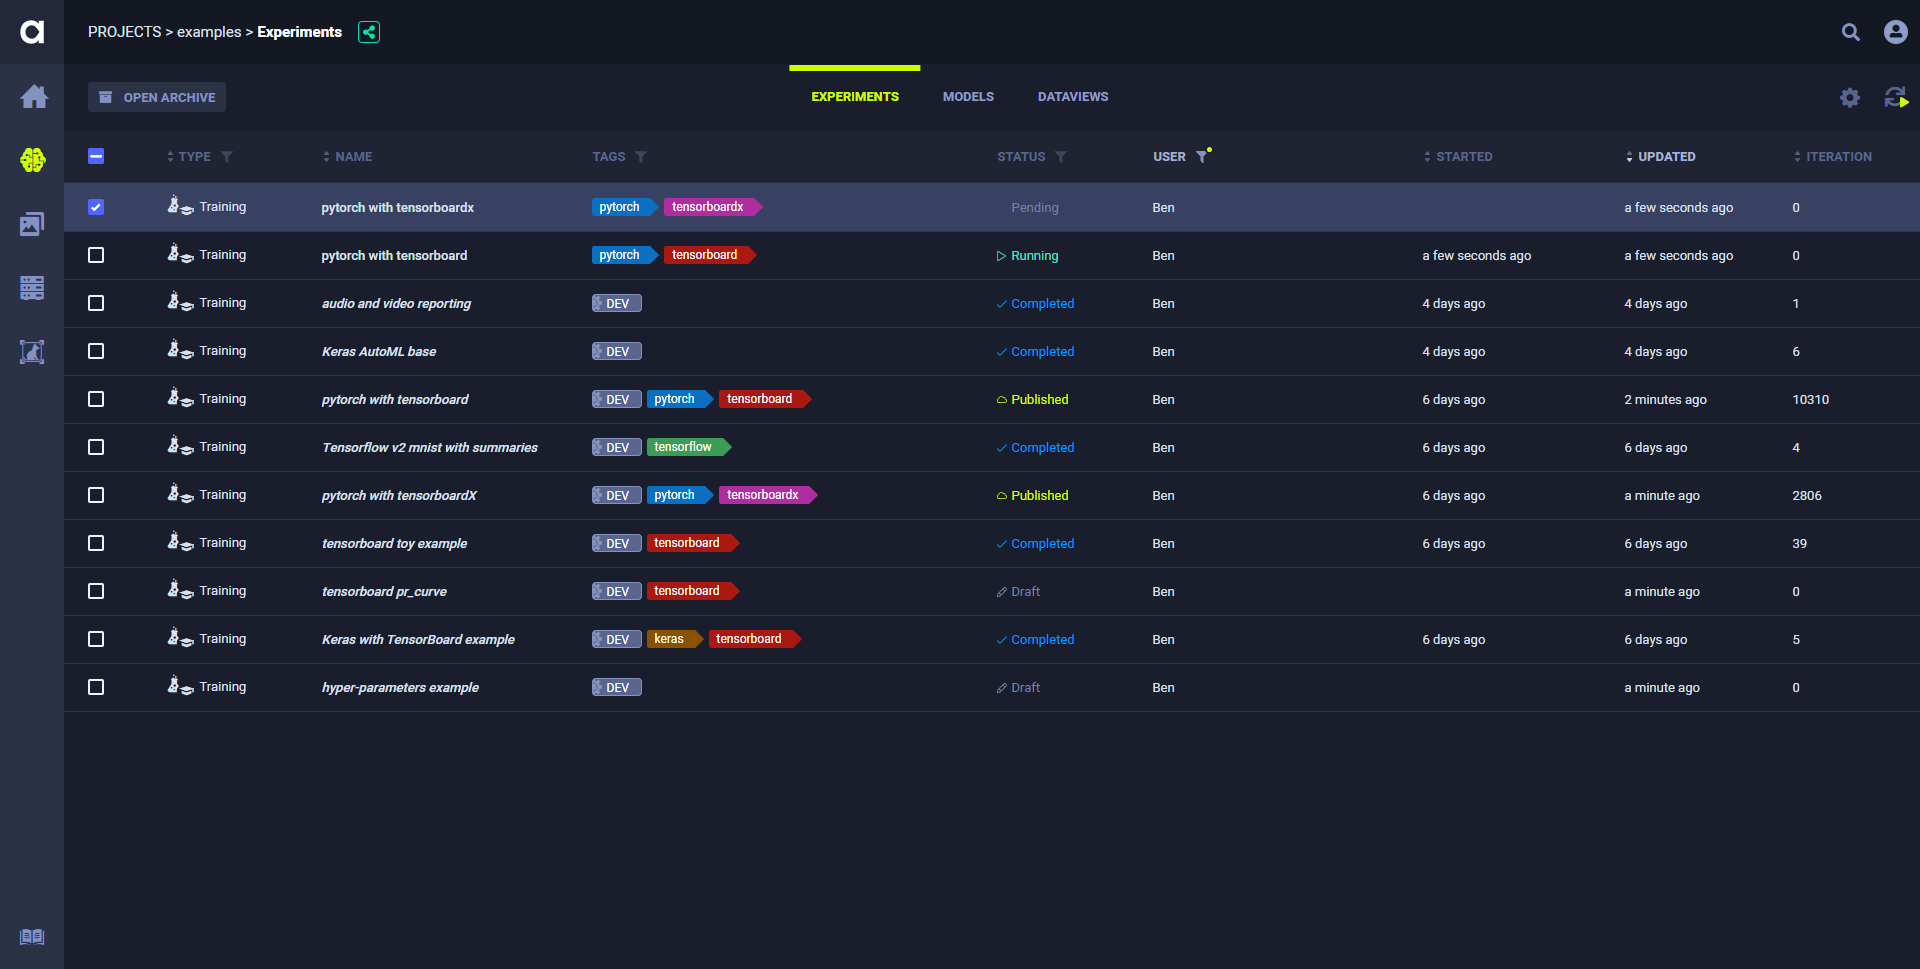 a
PROJECTS > examples > Experiments
OPEN ARCHIVE
EXPERIMENTS MODELS DATAVIEWS
TYPE NAME TAGS STATUS USER STARTED UPDATED ITERATION
Training pytorch with tensorboardx pytorch tensorboardx Pending Ben a few seconds ago 0
Training pytorch with tensorboard pytorch tensorboard Running Ben a few seconds ago a few seconds ago 0
Training audio and video reporting DEV Completed Ben 4 days ago 4 days ago 1
Training Keras AutoML base DEV Completed Ben 4 days ago 4 days ago 6
Training pytorch with tensorboard DEV pytorch tensorboard Published Ben 6 days ago 2 minutes ago 10310
Training Tensorflow v2 mnist with summaries DEV tensorflow Completed Ben 6 days ago 6 days ago 4
Training pytorch with tensorboardX DEV pytorch tensorboardx Published Ben 6 days ago a minute ago 2806
Training tensorboard toy example DEV tensorboard Completed Ben 6 days ago 6 days ago 39
Training tensorboard pr_curve DEV tensorboard Draft Ben a minute ago 0
Training Keras with TensorBoard example DEV keras tensorboard Completed Ben 6 days ago 6 days ago 5
Training hyper-parameters example DEV Draft Ben a minute ago 0